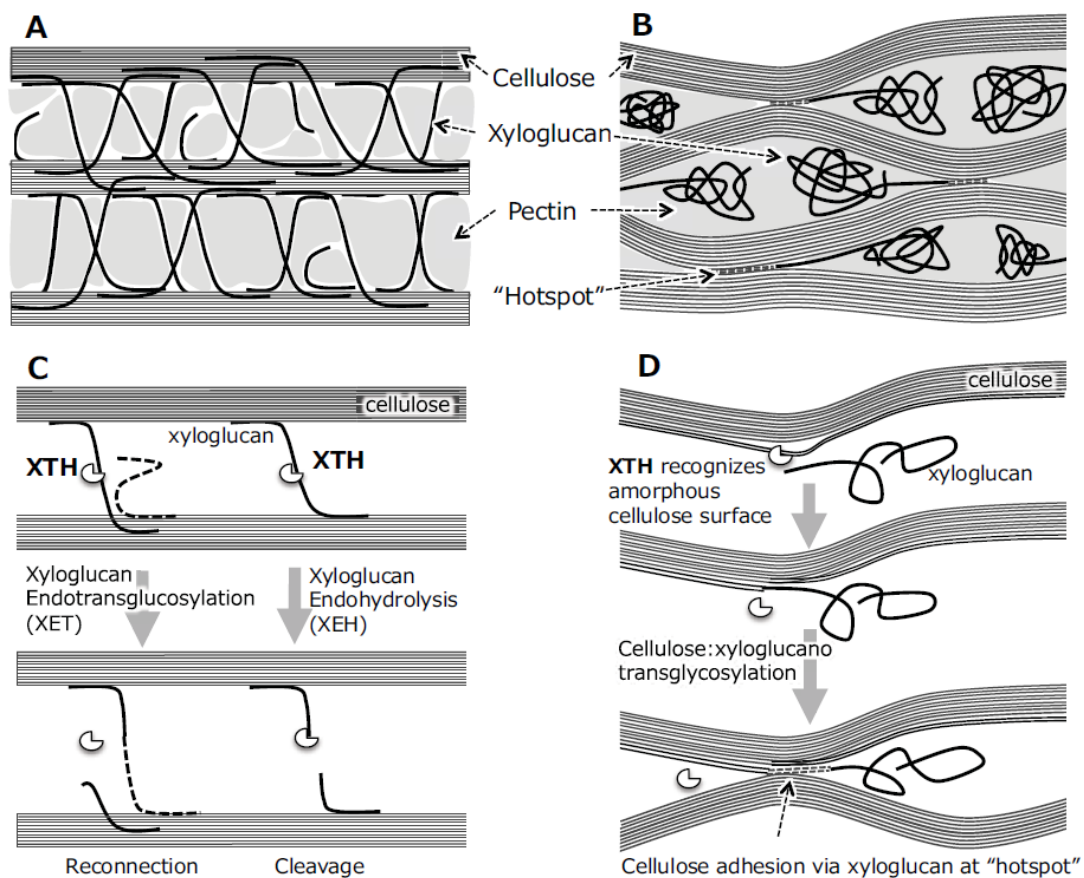 A
B
Cellulose
Xyloglucan
Pectin
“Hotspot”
C
cellulose
xyloglucan
XTH
XTH
Xyloglucan
Endotransglucosylation
(XET)
Xyloglucan
Endohydrolysis
(XEH)
Reconnection
Cleavage
D
cellulose
xyloglucan
XTH recognizes
amorphous
cellulose surface
Cellulose:xyloglucano
transglycosylation
Cellulose adhesion via xyloglucan at “hotspot”